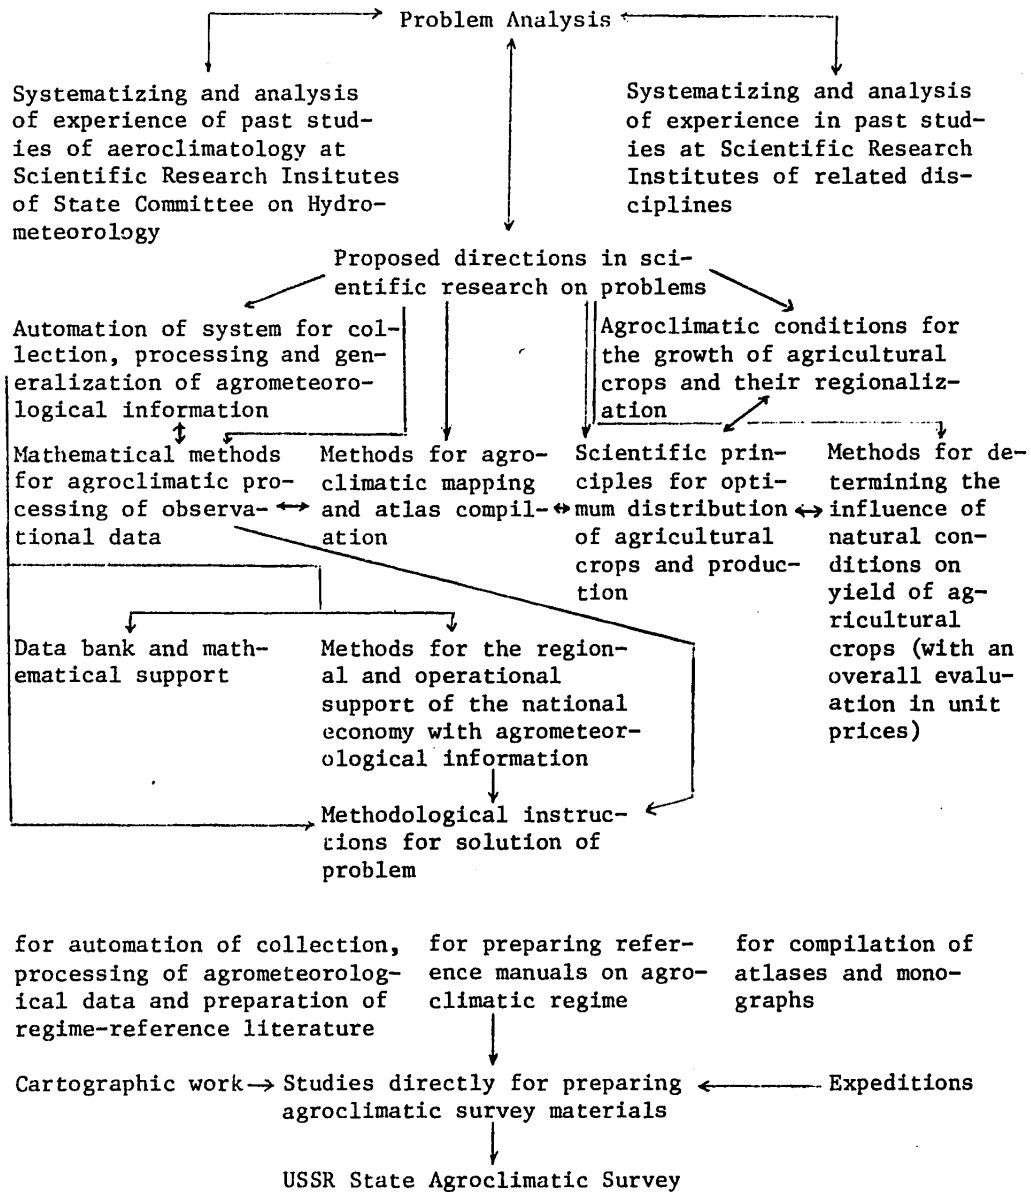 Problem Analysis
Systematizing and analysis
of experience of past stud-
ies of aeroclimatology at
Scientific Research Insitutes
of State Committee on Hydro-
meteorology
Systematizing and analysis
of experience in past stud-
ies at Scientific Research
Institutes of related dis-
ciplines
Proposed directions in sci-
entific research on problems
Automation of system for col-
lection, processing and gen-
eralization of agrometeoro-
logical information
Agroclimatic conditions for
the growth of agricultural
crops and their regionaliz-
ation
Mathematical methods
for agroclimatic pro-
cessing of observa-
tional data
Methods for agro-
climatic mapping
and atlas compil-
ation
Scientific prin-
ciples for opti-
mum distribution
of agricultural
crops and produc-
tion
Methods for de-
termining the
influence of
natural con-
ditions on
yield of ag-
ricultural
crops (with an
overall evalu-
ation in unit
prices)
Data bank and math-
ematical support
Methods for the region-
al and operational
support of the national
economy with agrometeor-
ological information
Methodological instruc-
tions for solution of
problem
for automation of collection,
processing of agrometeorolog-
ical data and preparation of
regime-reference literature
for preparing refer-
ence manuals on agro-
climatic regime
for compilation of
atlases and mono-
graphs
Cartographic work
Studies directly for preparing
agroclimatic survey materials
Expeditions
USSR State Agroclimatic Survey